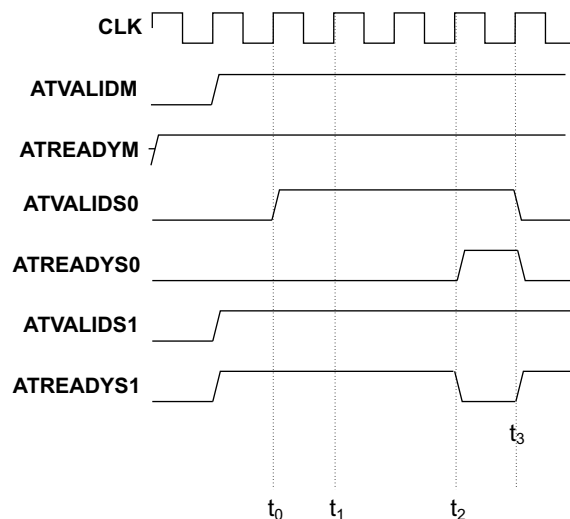 CLK
ATVALIDM
ATREADYM
ATVALIDS0
ATREADYS0
ATVALIDS1
ATREADYS1
t3
t0 t1 t2